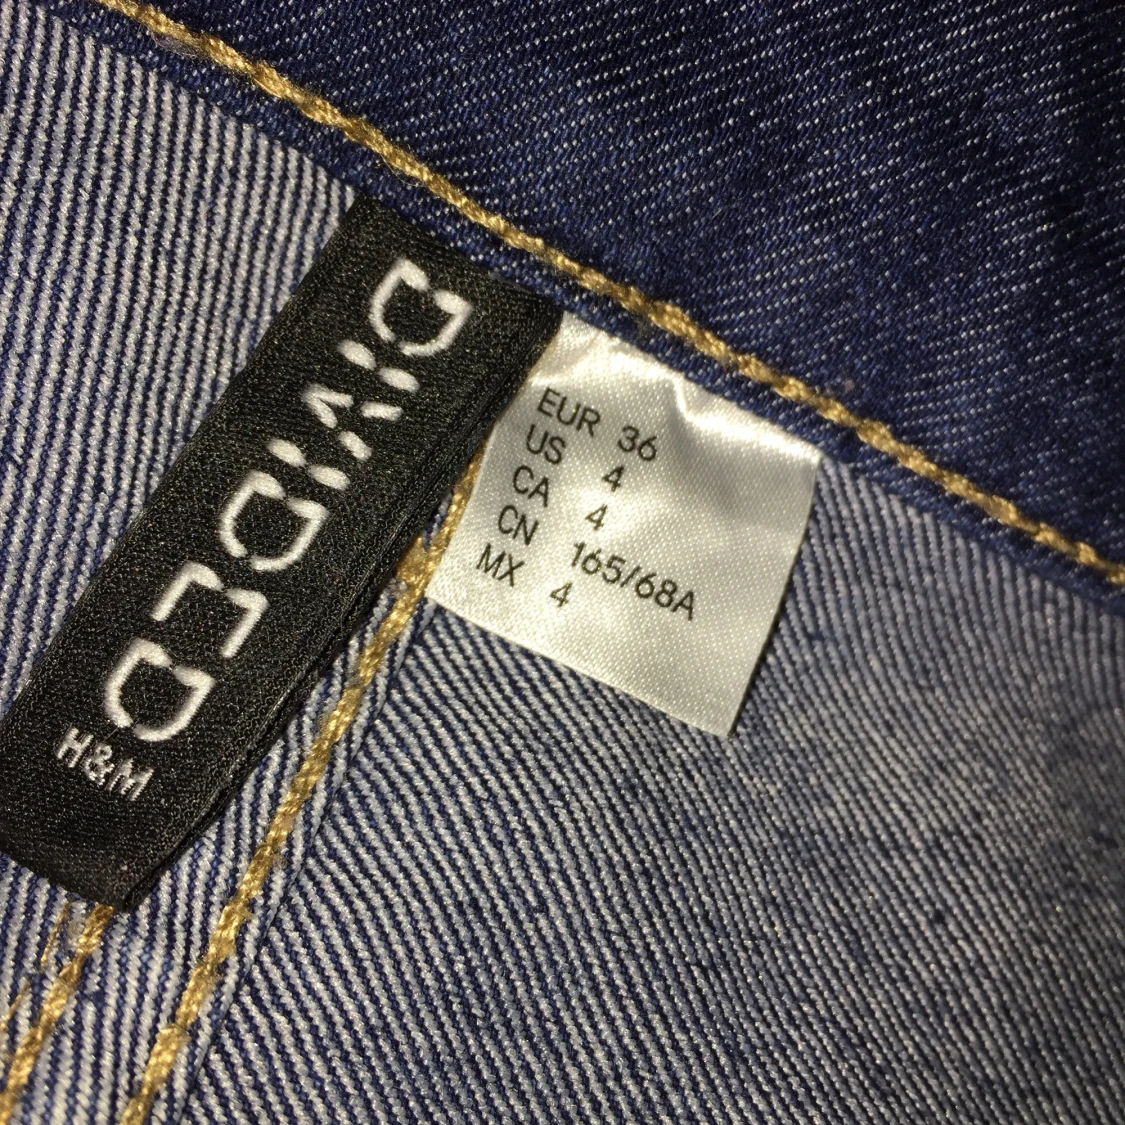 DIVIDED
H&M
EUR 36
US 4
CA 4
CN 165/68A
MX 4